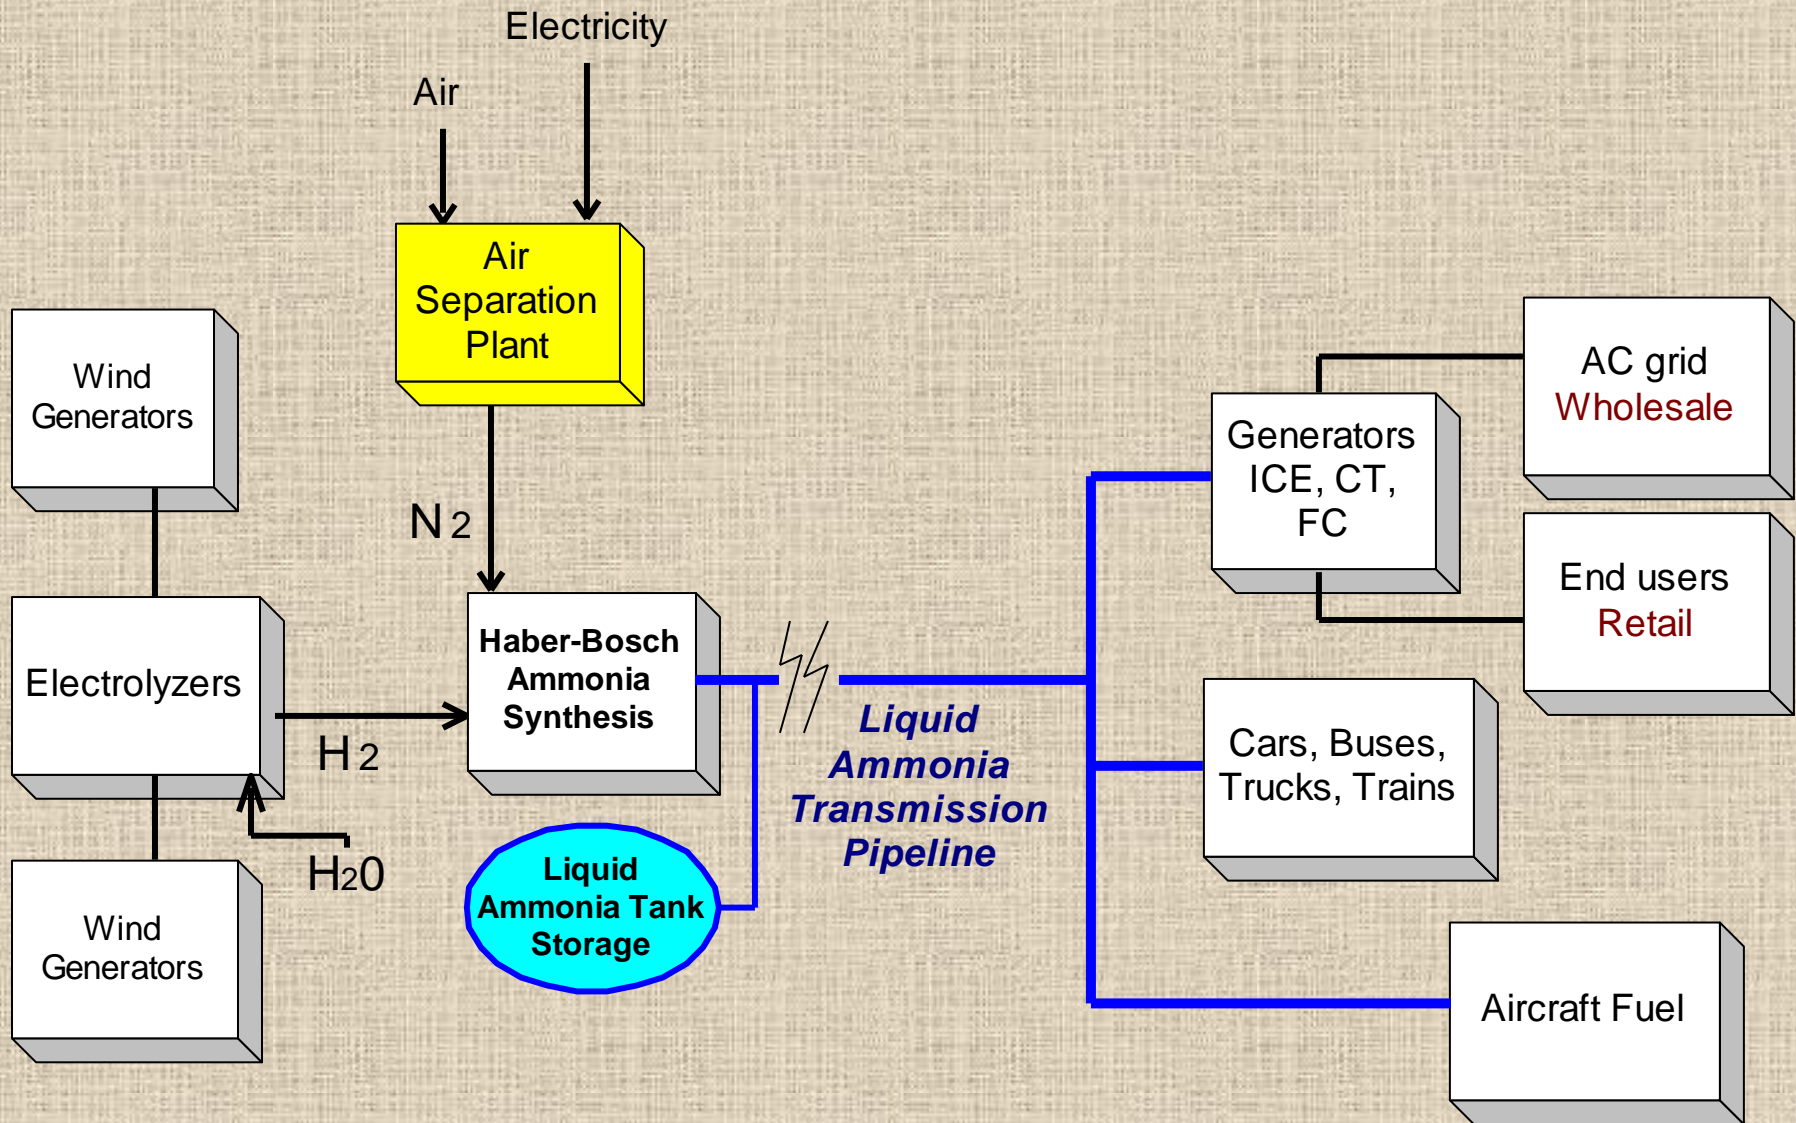 Electricity
Air
Air
Separation
Plant
Wind
Generators
N2
Electrolyzers
H2
H20
Wind
Generators
Haber-Bosch
Ammonia
Synthesis
Liquid
Ammonia Tank
Storage
Liquid
Ammonia
Transmission
Pipeline
Generators
ICE, CT,
FC
AC grid
Wholesale
End users
Retail
Cars, Buses,
Trucks, Trains
Aircraft Fuel